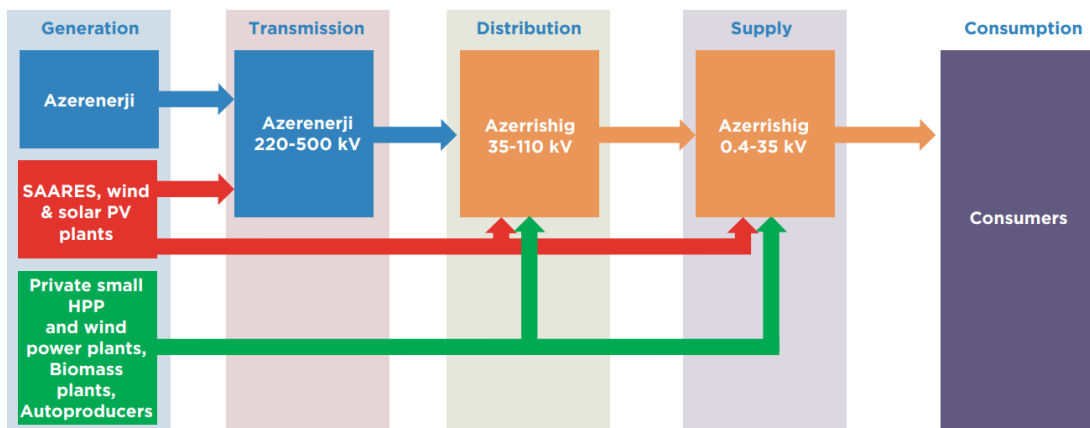 Generation
Transmission
Distribution
Supply
Consumption
Azerenerji
SAARES, wind
& solar PV
plants
Private small
HPP
and wind
power plants,
Biomass
plants,
Autoproducers
Azerenerji
220-500 kV
Azerrishig
35-110 kV
Azerrishig
0.4-35 kV
Consumers